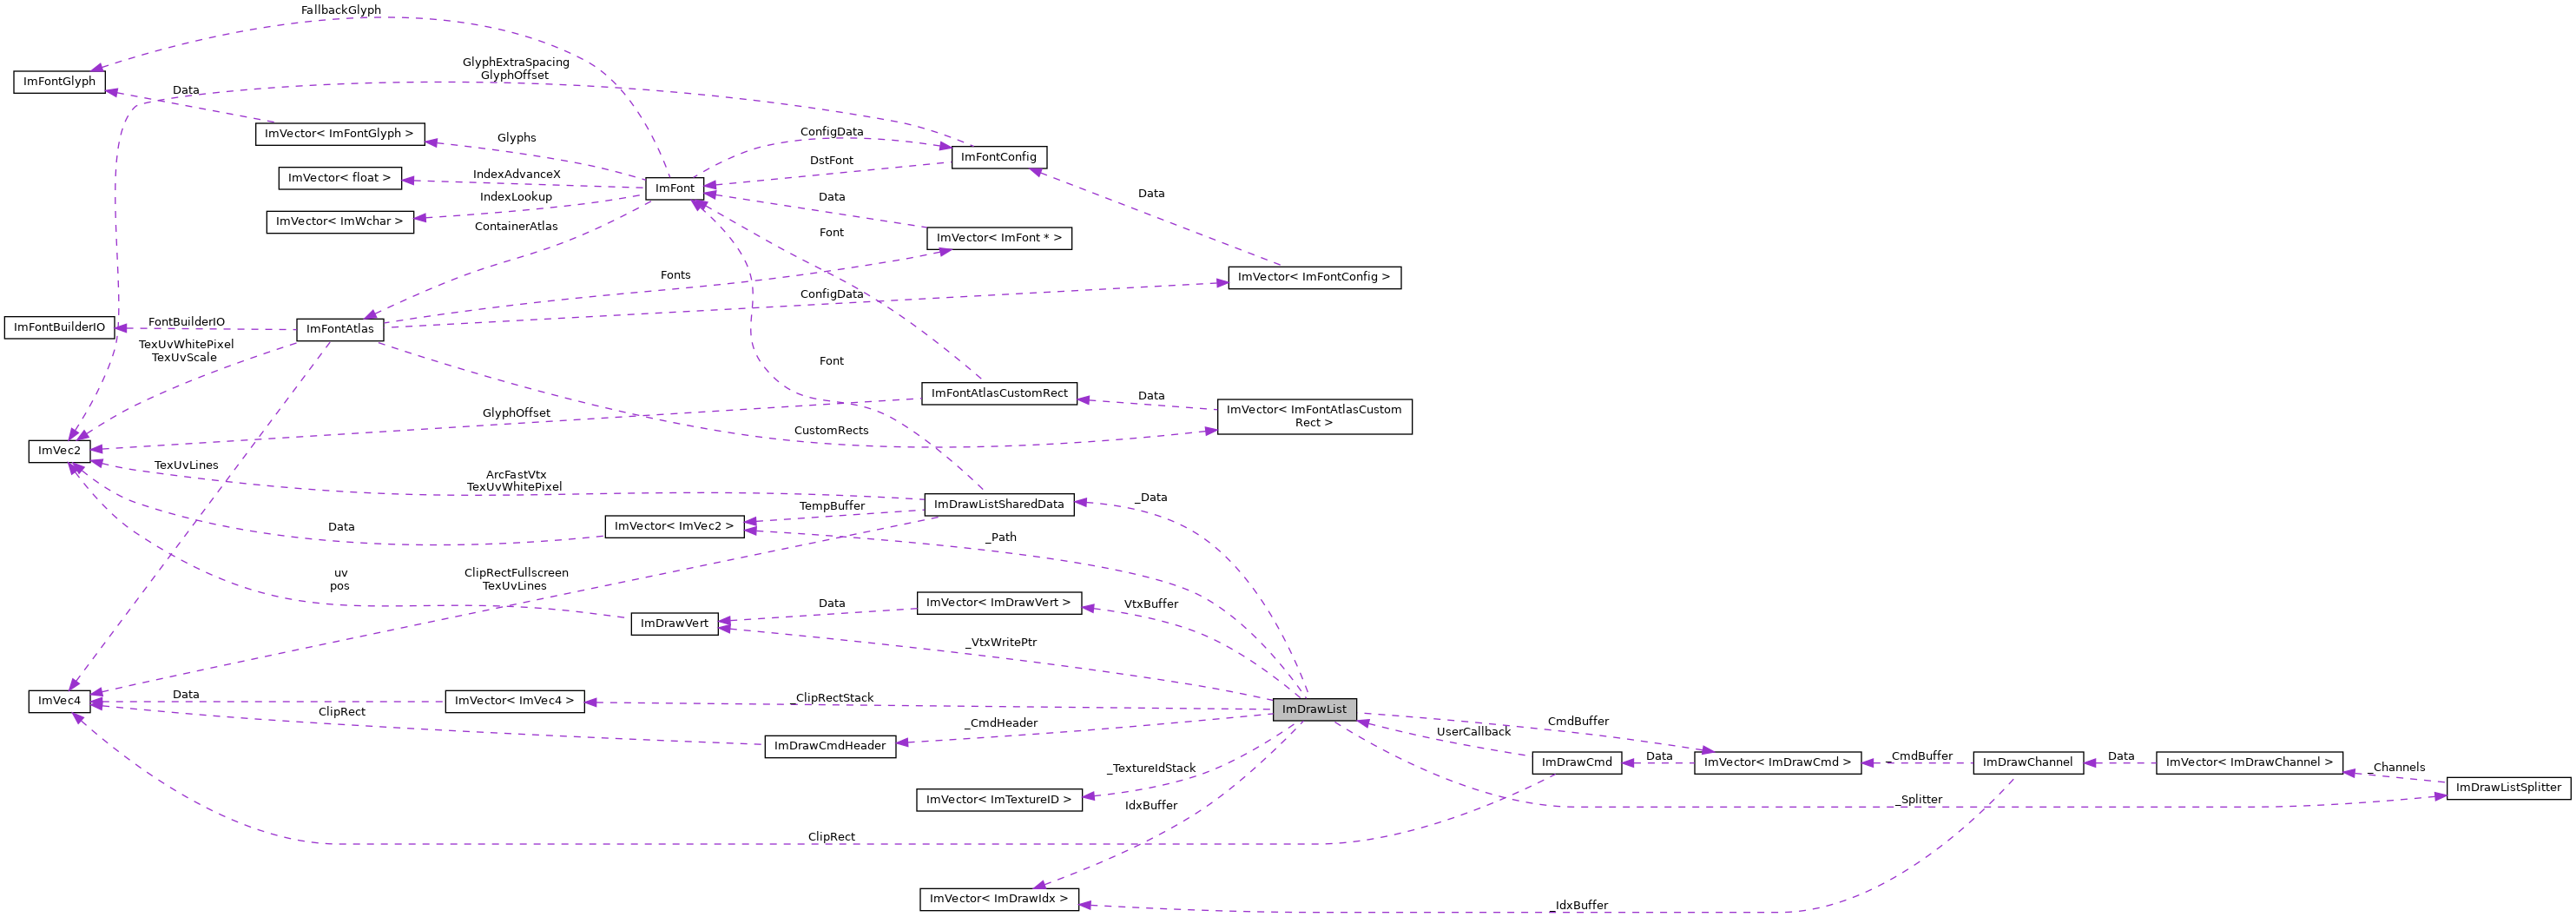 FallbackGlyph
GlyphExtraSpacing
GlyphOffset
ImFontGlyph
Data
ImVector< ImFontGlyph >
Glyphs
ConfigData
ImFontConfig
DstFont
ImVector< float >
IndexAdvanceX
ImFont
IndexLookup
Data
Data
ImVector< ImWchar >
ContainerAtlas
Font
ImVector< ImFont * >
Fonts
ImVector< ImFontConfig >
ConfigData
ImFontBuilderIO
FontBuilderIO
ImFontAtlas
TexUvWhitePixel
TexUvScale
Font
ImFontAtlasCustomRect
Data
ImVector< ImFontAtlasCustom
Rect >
GlyphOffset
CustomRects
ImVec2
TexUvLines
ArcFastVtx
TexUvWhitePixel
ImDrawListSharedData
_Data
TempBuffer
ImVector< ImVec2 >
Data
_Path
uv
pos
ClipRectFullscreen
TexUvLines
Data
ImVector< ImDrawVert >
VtxBuffer
ImDrawVert
_VtxWritePtr
ImVec4
Data
ImVector< ImVec4 >
_ClipRectStack
ImDrawList
ClipRect
_CmdHeader
CmdBuffer
UserCallback
ImDrawCmdHeader
ImDrawCmd
Data
ImVector< ImDrawCmd >
_CmdBuffer
ImDrawChannel
Data
ImVector< ImDrawChannel >
_Channels
_TextureIdStack
ImDrawListSplitter
ImVector< ImTextureID >
IdxBuffer
_Splitter
ClipRect
ImVector< ImDrawIdx >
_IdxBuffer